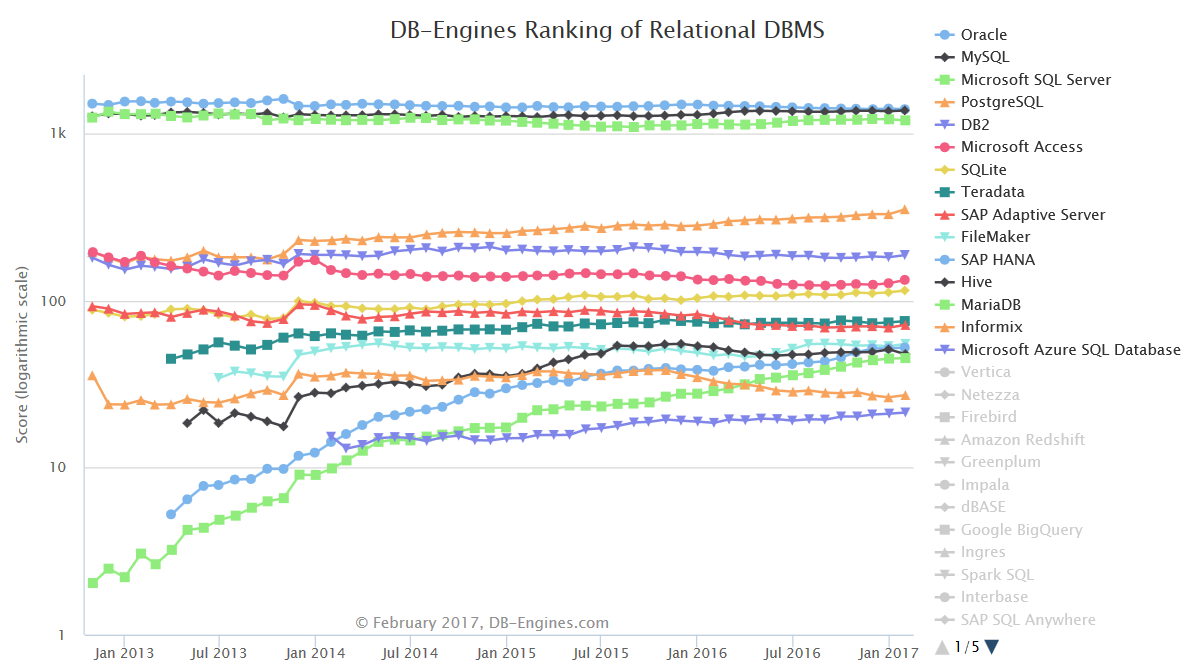 DB-Engines Ranking of Relational DBMS
Score (logarithmic scale)
1k
100
10
1
Jan 2013
Jul 2013
Jan 2014
Jul 2014
Jan 2015
Jul 2015
Jan 2016
Jul 2016
Jan 2017
© February 2017, DB-Engines.com
Oracle
MySQL
Microsoft SQL Server
PostgreSQL
DB2
Microsoft Access
SQLite
Teradata
SAP Adaptive Server
FileMaker
SAP HANA
Hive
MariaDB
Informix
Microsoft Azure SQL Database
Vertica
Netezza
Firebird
Amazon Redshift
Greenplum
Impala
dBASE
Google BigQuery
Ingres
Spark SQL
Interbase
SAP SQL Anywhere
1/5